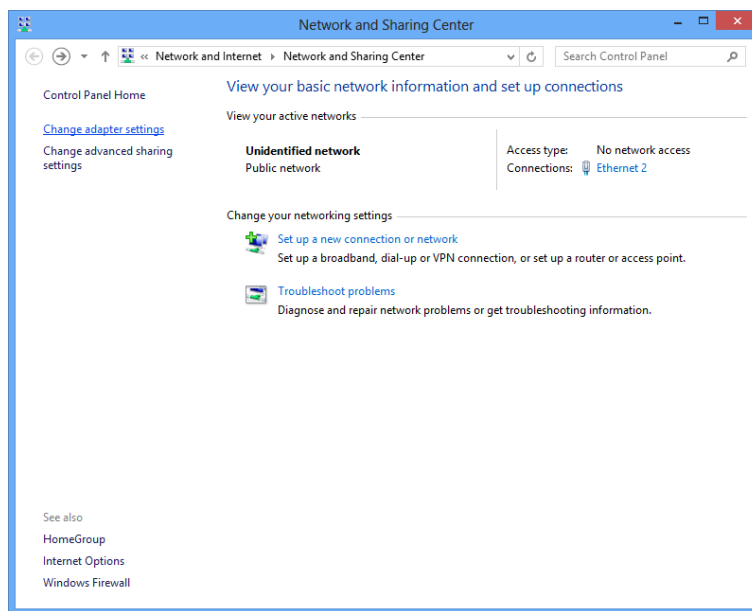 Network and Sharing Center
« Network and Internet Network and Sharing Center
Search Control Panel
Control Panel Home
Change adapter settings
Change advanced sharing
settings
View your basic network information and set up connections
View your active networks
Unidentified network
Public network
Access type: No network access
Connections: Ethernet 2
Change your networking settings
Set up a new connection or network
Set up a broadband, dial-up or VPN connection, or set up a router or access point.
Troubleshoot problems
Diagnose and repair network problems or get troubleshooting information.
See also
HomeGroup
Internet Options
Windows Firewall